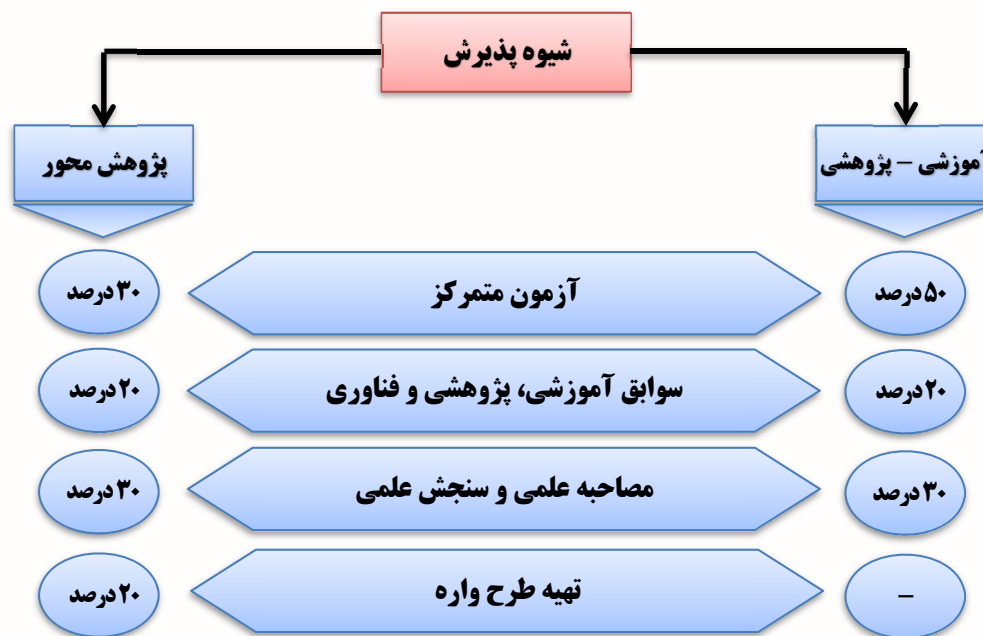 شیوه پذیرش
آموزشی – پژوهشی
پژوهش محور
۵۰ درصد
آزمون متمرکز
۳۰ درصد
۲۰ درصد
سوابق آموزشی، پژوهشی و فناوری
۲۰ درصد
۳۰ درصد
مصاحبه علمی و سنجش علمی
۳۰ درصد
–
تهیه طرح واره
۲۰ درصد